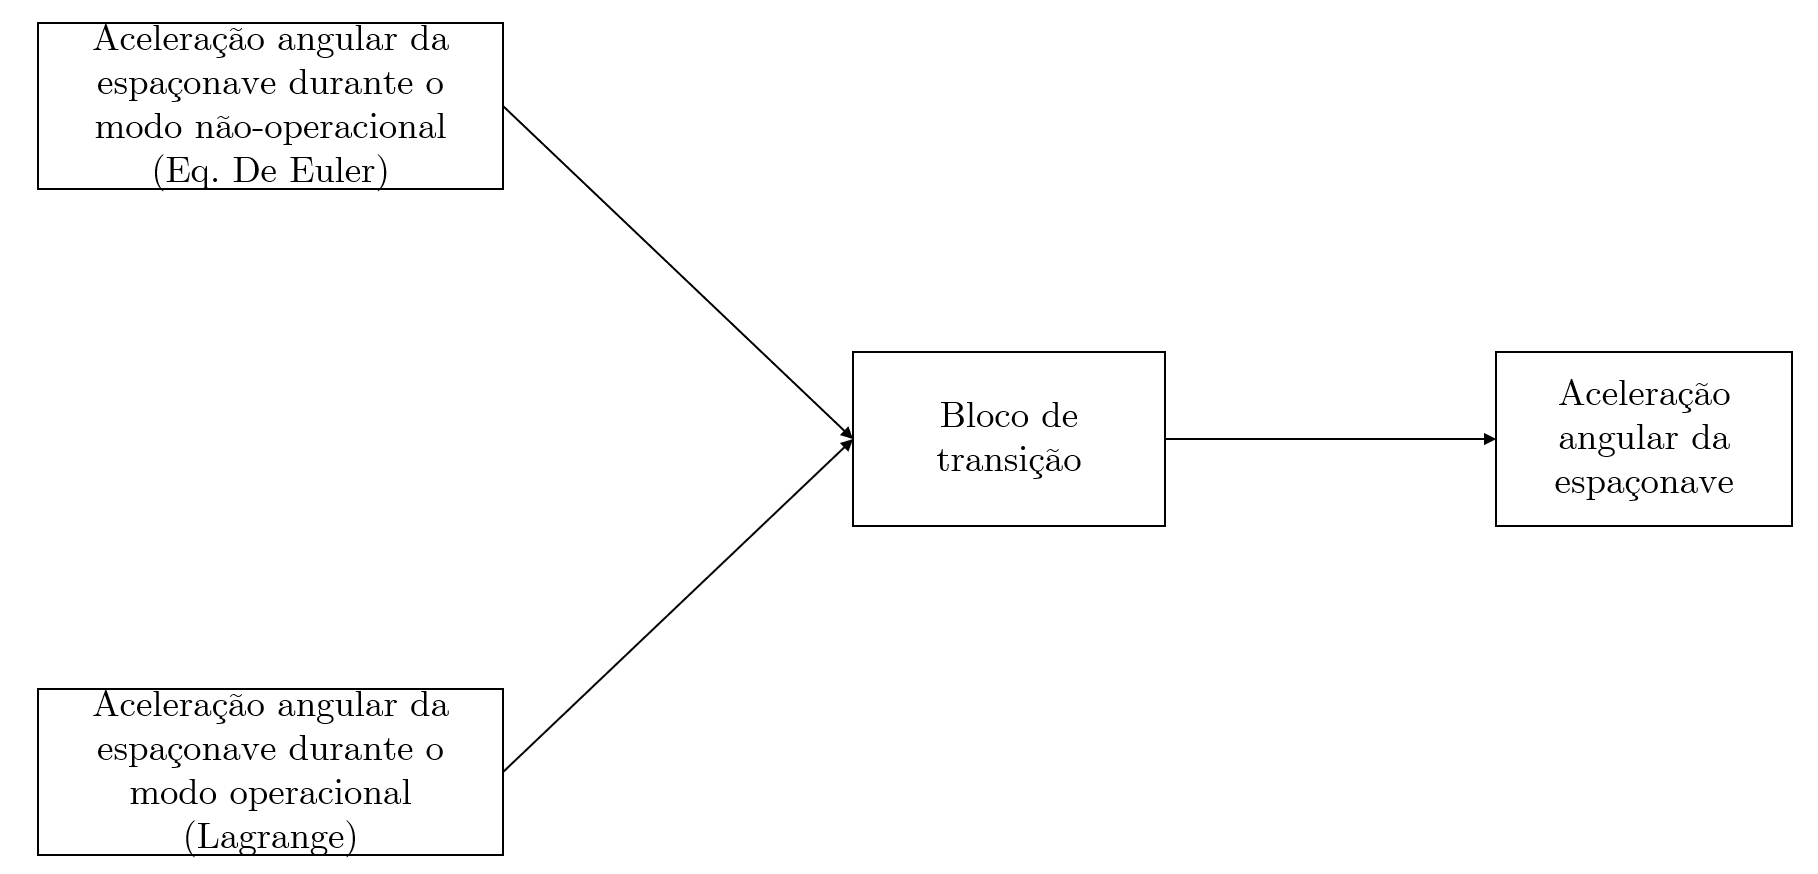 Aceleração angular da
espaçonave durante o
modo não-operacional
(Eq. De Euler)
Bloco de
transição
Aceleração
angular da
espaçonave
Aceleração angular da
espaçonave durante o
modo operacional
(Lagrange)